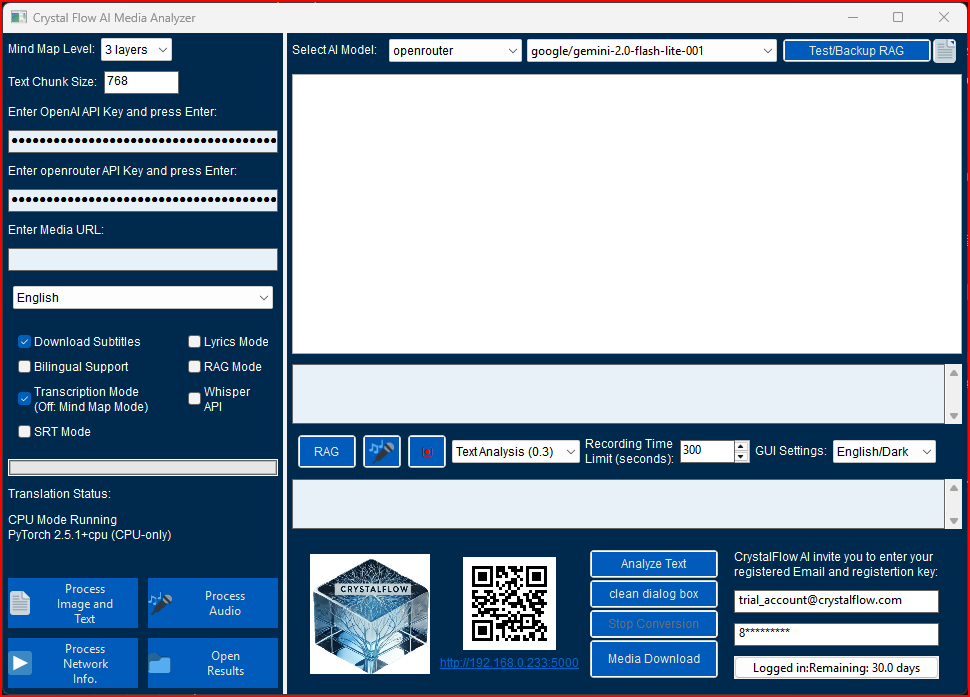 Crystal Flow AI Media Analyzer
Mind Map Level: 3 layers
Text Chunk Size: 768
Enter OpenAI API Key and press Enter:
●●●●●●●●●●●●●●●●●●●●●●●●●●●●●●●●●●●●●●
Enter openrouter API Key and press Enter:
●●●●●●●●●●●●●●●●●●●●●●●●●●●●●●●●●●●●●●
Enter Media URL:
English
Download Subtitles
Lyrics Mode
Bilingual Support
RAG Mode
Transcription Mode
(Off: Mind Map Mode)
Whisper
API
SRT Mode
Translation Status:
CPU Mode Running
PyTorch 2.5.1+cpu (CPU-only)
Process
Image and
Text
Process
Audio
Process
Network
Info.
Open
Results
Select AI Model: openrouter google/gemini-2.0-flash-lite-001 Test/Backup RAG
RAG
Text Analysis (0.3)
Recording Time
Limit (seconds):
300
GUI Settings: English/Dark
CRYSTALFLOW
http://192.168.0.233:5000
Analyze Text
clean dialog box
Stop Conversion
Media Download
CrystalFlow AI invite you to enter your
registered Email and registertion key:
trial_account@crystalflow.com
8*********
Logged in:Remaining: 30.0 days